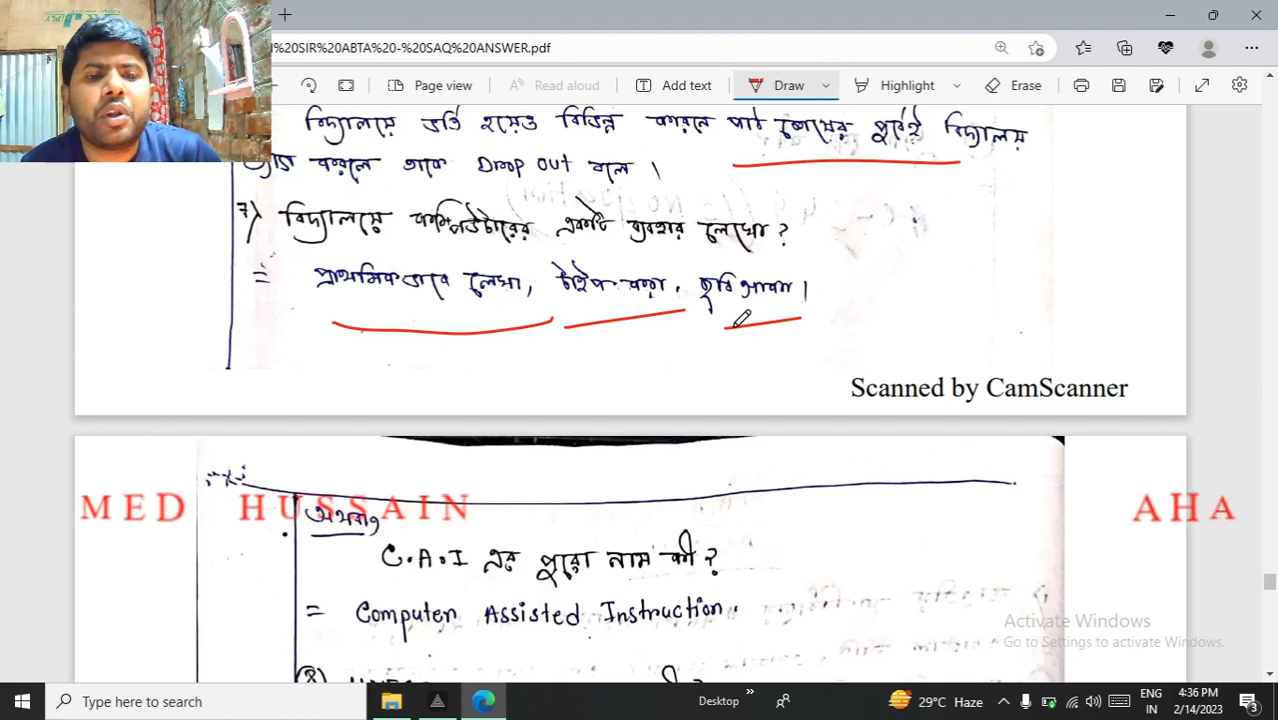 N%20SIR%20ABTA%20-%20SAQ%20ANSWER.pdf
Page view
Read aloud
Add text
Draw
Highlight
Erase
বিদ্যালয়ে ভর্তি হয়েও বিভিন্ন কারনে পাঠ শেষের পূর্বেই বিদ্যালয়
ত্যাগ করলে তাকে Drop out বলে ।
7) বিদ্যালয়ে কম্পিউটারের একটি ব্যবহার লেখো?
= প্রাথমিকভাবে লেখা, টাইপ করা, ছবি আঁকা ।
Scanned by CamScanner
MED HUSSAIN AHA
অথবা,
C.A.I এর পুরো নাম কী?
= Computer Assisted Instruction.
(8)
Activate Windows
Go to Settings to activate Windows.
Type here to search
Desktop
29°C Haze
ENG
IN
4:36 PM
2/14/2023
3